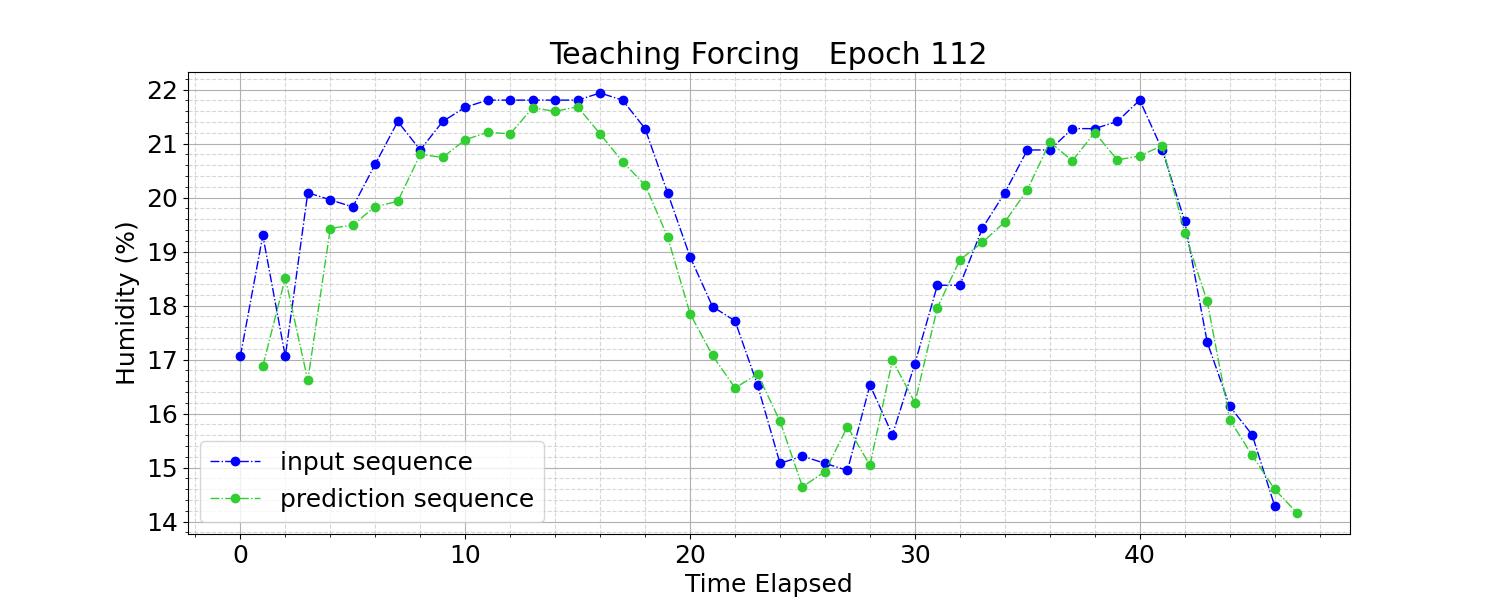 Teaching Forcing   Epoch 112
22
21
20
19
18
17
16
15
14
Humidity (%)
input sequence
prediction sequence
0 10 20 30 40
Time Elapsed